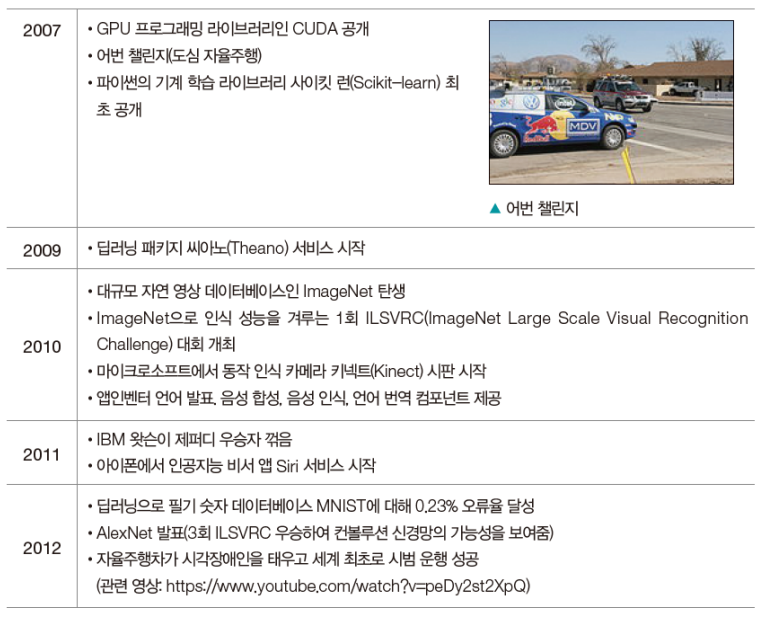 2007
• GPU 프로그래밍 라이브러리인 CUDA 공개
• 어번 챌린지(도심 자율주행)
• 파이썬의 기계 학습 라이브러리 사이킷 런(Scikit-learn) 최
초 공개
Intel
MDV
Red Bull
NXP
▲ 어번 챌린지
2009
• 딥러닝 패키지 씨아노(Theano) 서비스 시작
2010
• 대규모 자연 영상 데이터베이스인 ImageNet 탄생
• ImageNet으로 인식 성능을 겨루는 1회 ILSVRC(ImageNet Large Scale Visual Recognition
Challenge) 대회 개최
• 마이크로소프트에서 동작 인식 카메라 키넥트(Kinect) 시판 시작
• 앱인벤터 언어 발표. 음성 합성, 음성 인식, 언어 번역 컴포넌트 제공
2011
• IBM 왓슨이 제퍼디 우승자 꺾음
• 아이폰에서 인공지능 비서 앱 Siri 서비스 시작
2012
• 딥러닝으로 필기 숫자 데이터베이스 MNIST에 대해 0.23% 오류율 달성
• AlexNet 발표(3회 ILSVRC 우승하여 컨볼루션 신경망의 가능성을 보여줌)
• 자율주행차가 시각장애인을 태우고 세계 최초로 시범 운행 성공
(관련 영상: https://www.youtube.com/watch?v=peDy2st2XpQ)